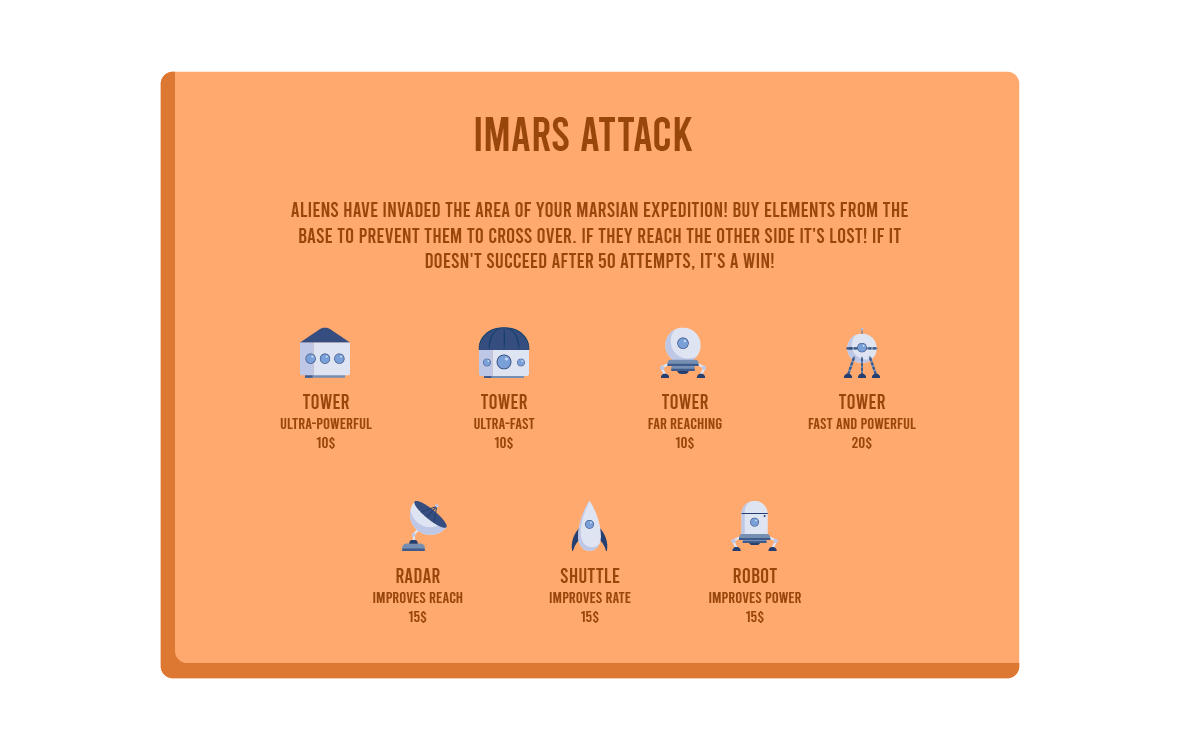 IMARS ATTACK
ALIENS HAVE INVADED THE AREA OF YOUR MARSIAN EXPEDITION! BUY ELEMENTS FROM THE
BASE TO PREVENT THEM TO CROSS OVER. IF THEY REACH THE OTHER SIDE IT'S LOST! IF IT
DOESN'T SUCCEED AFTER 50 ATTEMPTS, IT'S A WIN!
TOWER
ULTRA-POWERFUL
10$
TOWER
ULTRA-FAST
10$
TOWER
FAR REACHING
10$
TOWER
FAST AND POWERFUL
20$
RADAR
IMPROVES REACH
15$
SHUTTLE
IMPROVES RATE
15$
ROBOT
IMPROVES POWER
15$